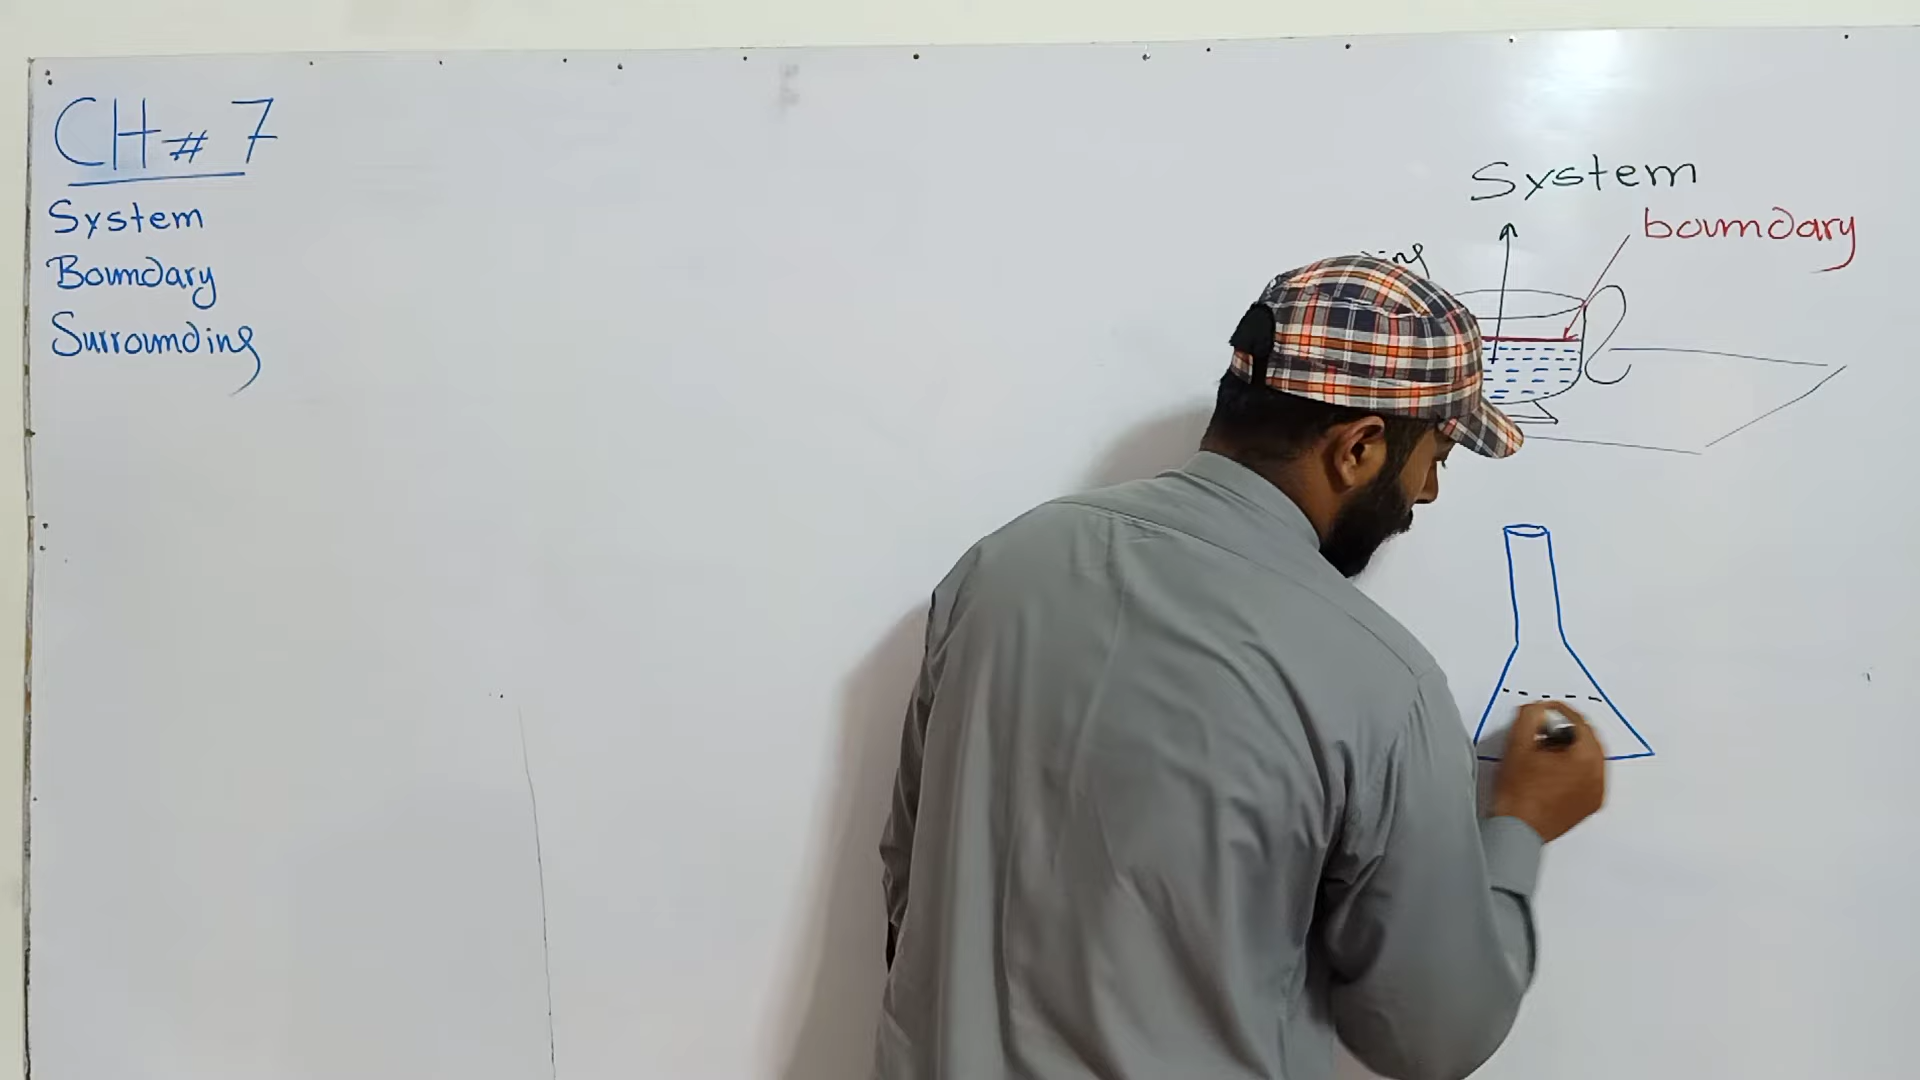 CH # 7
System
Boundary
Surrounding
System
boundary